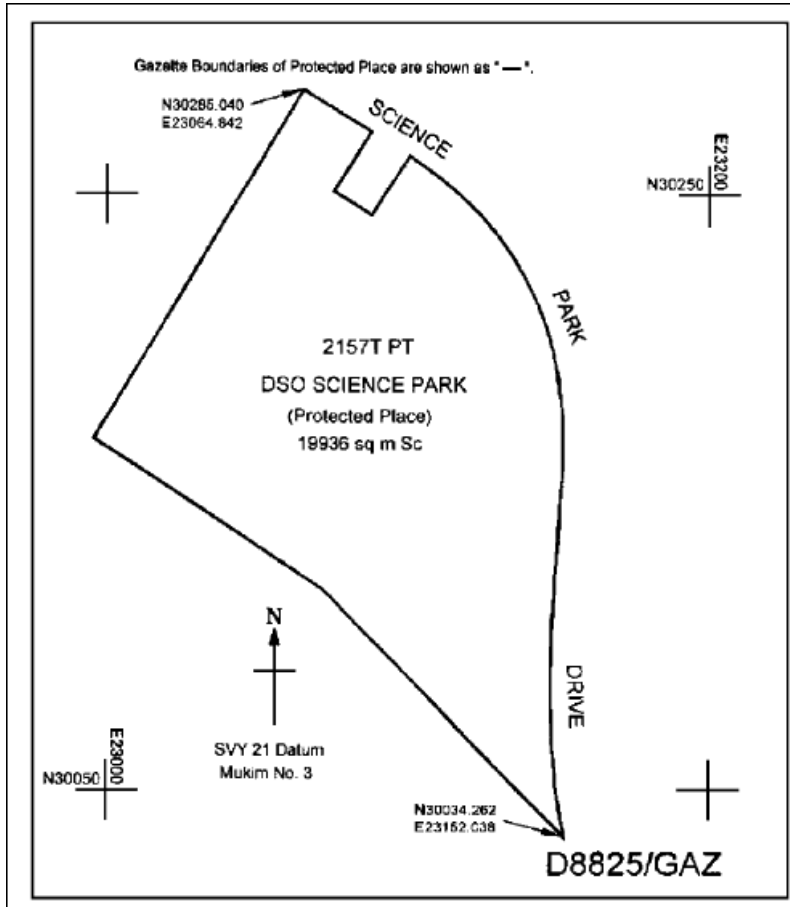 Gazette Boundaries of Protected Place are shown as " — ".
N30285.040
E23064.842
SCIENCE
E23200
N30250
PARK
2157T PT
DSO SCIENCE PARK
(Protected Place)
19936 sq m Sc
N
DRIVE
E23000
SVY 21 Datum
N30050
Mukim No. 3
N30034.262
E23152.038
D8825/GAZ